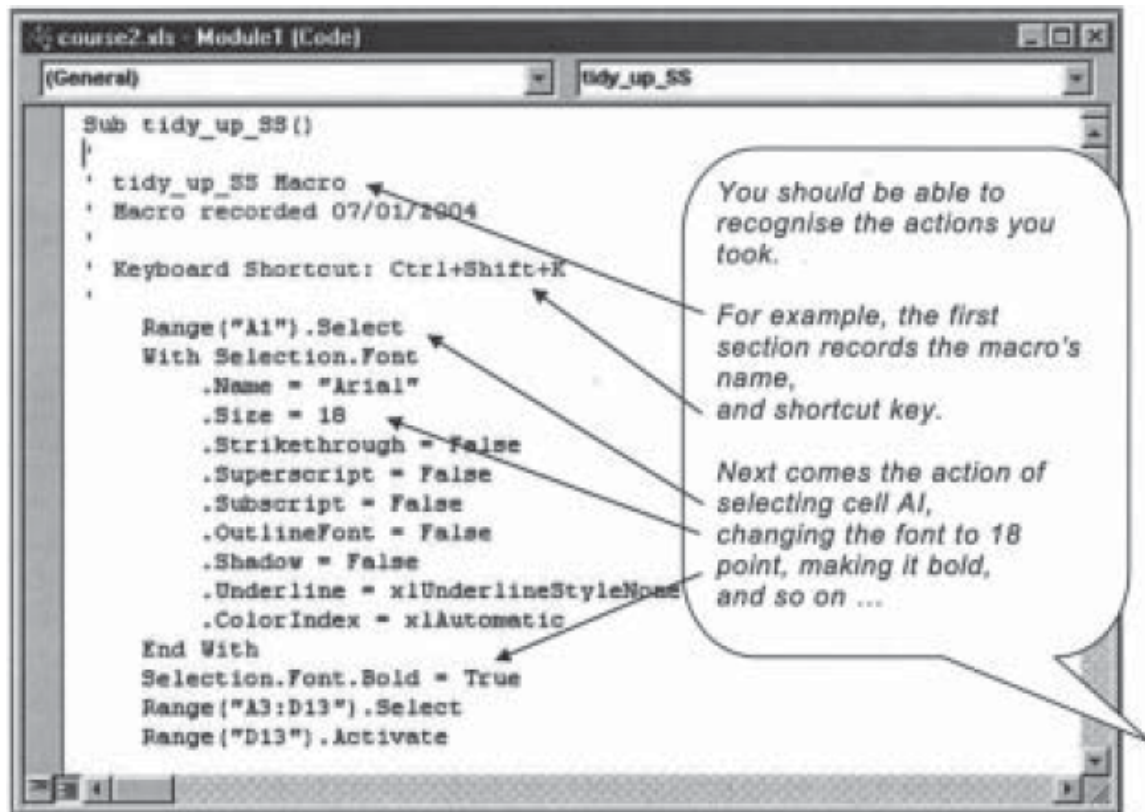 course2.xls - Module1 (Code)
(General) tidy_up_SS
Sub tidy_up_SS()
'
' tidy_up_SS Macro
' Macro recorded 07/01/2004
'
' Keyboard Shortcut: Ctrl+Shift+K
'
Range("A1").Select
With Selection.Font
.Name = "Arial"
.Size = 18
.Strikethrough = False
.Superscript = False
.Subscript = False
.OutlineFont = False
.Shadow = False
.Underline = xlUnderlineStyleNone
.ColorIndex = xlAutomatic
End With
Selection.Font.Bold = True
Range("A3:D13").Select
Range("D13").Activate
You should be able to
recognise the actions you
took.
For example, the first
section records the macro's
name,
and shortcut key.
Next comes the action of
selecting cell AI,
changing the font to 18
point, making it bold,
and so on ...